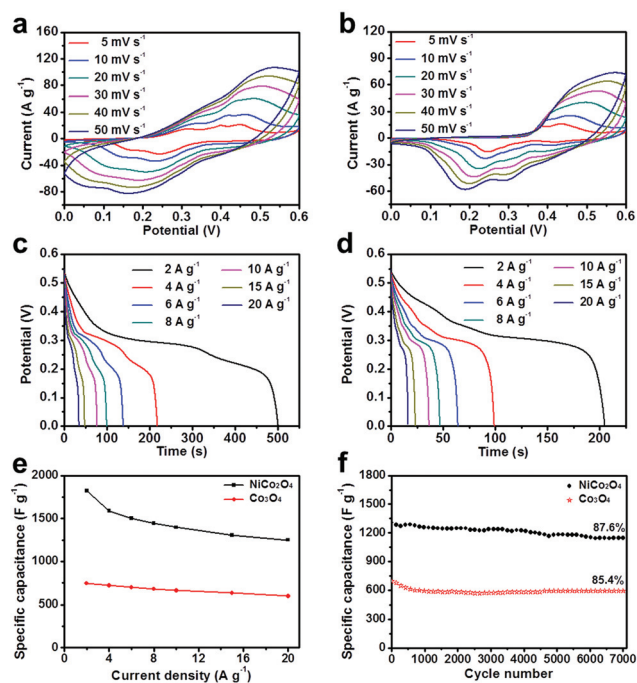 a
Current (A g⁻¹)
160
120
80
40
0
-40
-80
5 mV s⁻¹
10 mV s⁻¹
20 mV s⁻¹
30 mV s⁻¹
40 mV s⁻¹
50 mV s⁻¹
0.0 0.1 0.2 0.3 0.4 0.5 0.6
Potential (V)
b
Current (A g⁻¹)
120
90
60
30
0
-30
-60
5 mV s⁻¹
10 mV s⁻¹
20 mV s⁻¹
30 mV s⁻¹
40 mV s⁻¹
50 mV s⁻¹
0.0 0.1 0.2 0.3 0.4 0.5 0.6
Potential (V)
c
Potential (V)
0.6
0.5
0.4
0.3
0.2
0.1
0.0
2 A g⁻¹
4 A g⁻¹
6 A g⁻¹
8 A g⁻¹
10 A g⁻¹
15 A g⁻¹
20 A g⁻¹
0 100 200 300 400 500
Time (s)
d
Potential (V)
0.6
0.5
0.4
0.3
0.2
0.1
0.0
2 A g⁻¹
4 A g⁻¹
6 A g⁻¹
8 A g⁻¹
10 A g⁻¹
15 A g⁻¹
20 A g⁻¹
0 50 100 150 200
Time (s)
e
Specific capacitance (F g⁻¹)
2000
1500
1000
500
0
NiCo₂O₄
Co₃O₄
0 4 8 12 16 20
Current density (A g⁻¹)
f
Specific capacitance (F g⁻¹)
1800
1500
1200
900
600
300
0
NiCo₂O₄
Co₃O₄
87.6%
85.4%
0 1000 2000 3000 4000 5000 6000 7000
Cycle number